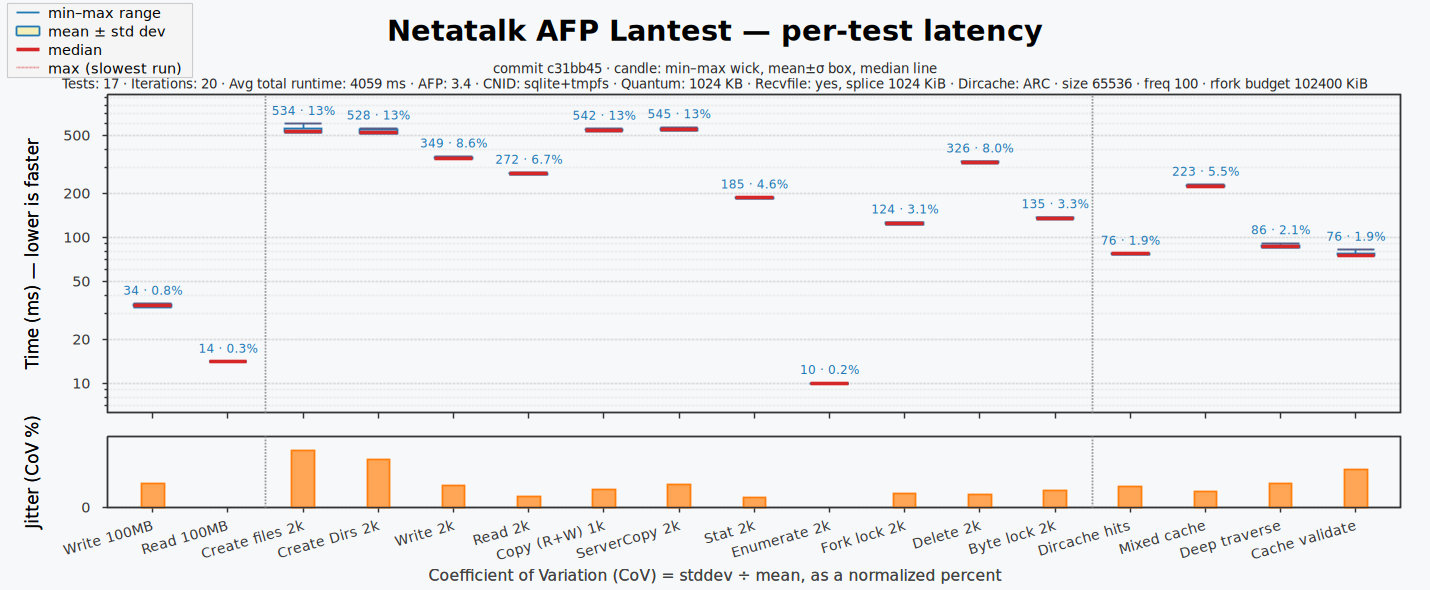 min–max range
mean ± std dev
median
max (slowest run)
Netatalk AFP Lantest — per-test latency
commit c31bb45 · candle: min–max wick, mean±σ box, median line
Tests: 17 · Iterations: 20 · Avg total runtime: 4059 ms · AFP: 3.4 · CNID: sqlite+tmpfs · Quantum: 1024 KB · Recvfile: yes, splice 1024 KiB · Dircache: ARC · size 65536 · freq 100 · rfork budget 102400 KiB
Time (ms) — lower is faster
500
200
100
50
20
10
34 · 0.8%
14 · 0.3%
534 · 13%
528 · 13%
349 · 8.6%
272 · 6.7%
542 · 13%
545 · 13%
185 · 4.6%
10 · 0.2%
124 · 3.1%
326 · 8.0%
135 · 3.3%
76 · 1.9%
223 · 5.5%
86 · 2.1%
76 · 1.9%
Jitter (CoV %)
0
Write 100MB
Read 100MB
Create files 2k
Create Dirs 2k
Write 2k
Read 2k
Copy (R+W) 1k
ServerCopy 2k
Stat 2k
Enumerate 2k
Fork lock 2k
Delete 2k
Byte lock 2k
Dircache hits
Mixed cache
Deep traverse
Cache validate
Coefficient of Variation (CoV) = stddev ÷ mean, as a normalized percent